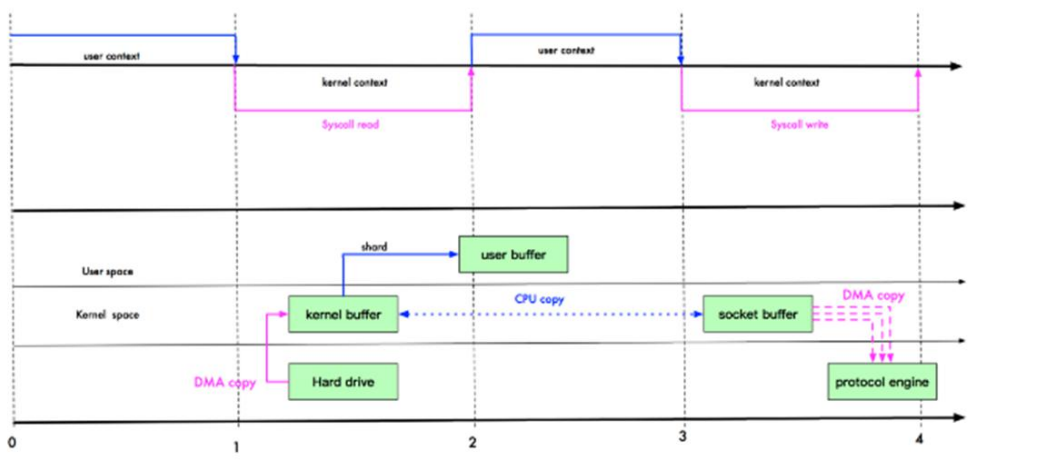 user context
user context
kernel context
kernel context
Syscall read
Syscall write
shard
user buffer
User space
CPU copy
DMA copy
Kernel space
kernel buffer
socket buffer
DMA copy
Hard drive
protocol engine
0
1
2
3
4